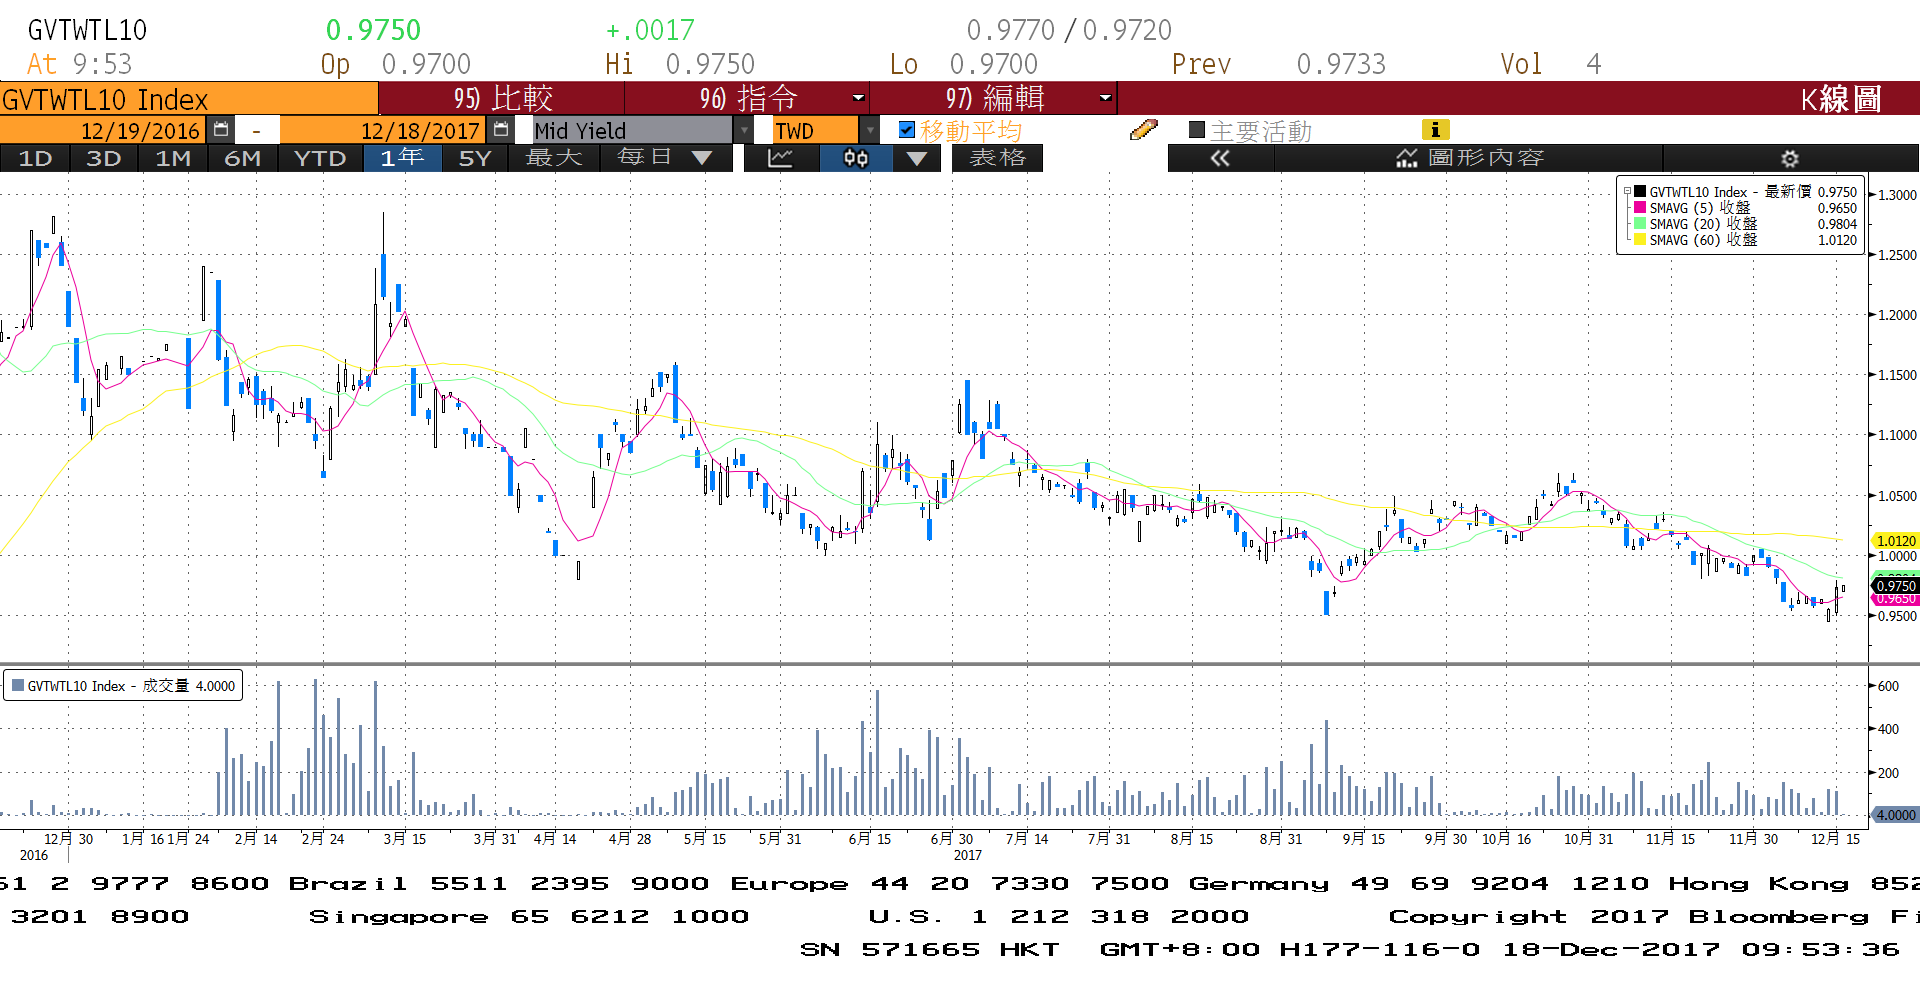 GVTWTL10 0.9750 +.0017 0.9770 / 0.9720
At 9:53 Op 0.9700 Hi 0.9750 Lo 0.9700 Prev 0.9733 Vol 4
GVTWTL10 Index 95) 比較 96) 指令 97) 編輯 K線圖
12/19/2016 - 12/18/2017 Mid Yield TWD 移動平均 主要活動
1D 3D 1M 6M YTD 1年 5Y 最大 每日 表格 圖形內容
GVTWTL10 Index - 最新價 0.9750
SMAVG (5) 收盤 0.9650
SMAVG (20) 收盤 0.9804
SMAVG (60) 收盤 1.0120
1.3000
1.2500
1.2000
1.1500
1.1000
1.0500
1.0120
1.0000
0.9750
0.9650
0.9500
GVTWTL10 Index - 成交量 4.0000
600
400
200
4.0000
12月 30 1月 16 1月 24 2月 14 2月 24 3月 15 3月 31 4月 14 4月 28 5月 15 5月 31 6月 15 6月 30 7月 14 7月 31 8月 15 8月 31 9月 15 9月 30 10月 16 10月 31 11月 15 11月 30 12月 15
2016 2017
61 2 9777 8600 Brazil 5511 2395 9000 Europe 44 20 7330 7500 Germany 49 69 9204 1210 Hong Kong 852
3201 8900 Singapore 65 6212 1000 U.S. 1 212 318 2000 Copyright 2017 Bloomberg Fi
SN 571665 HKT GMT+8:00 H177-116-0 18-Dec-2017 09:53:36